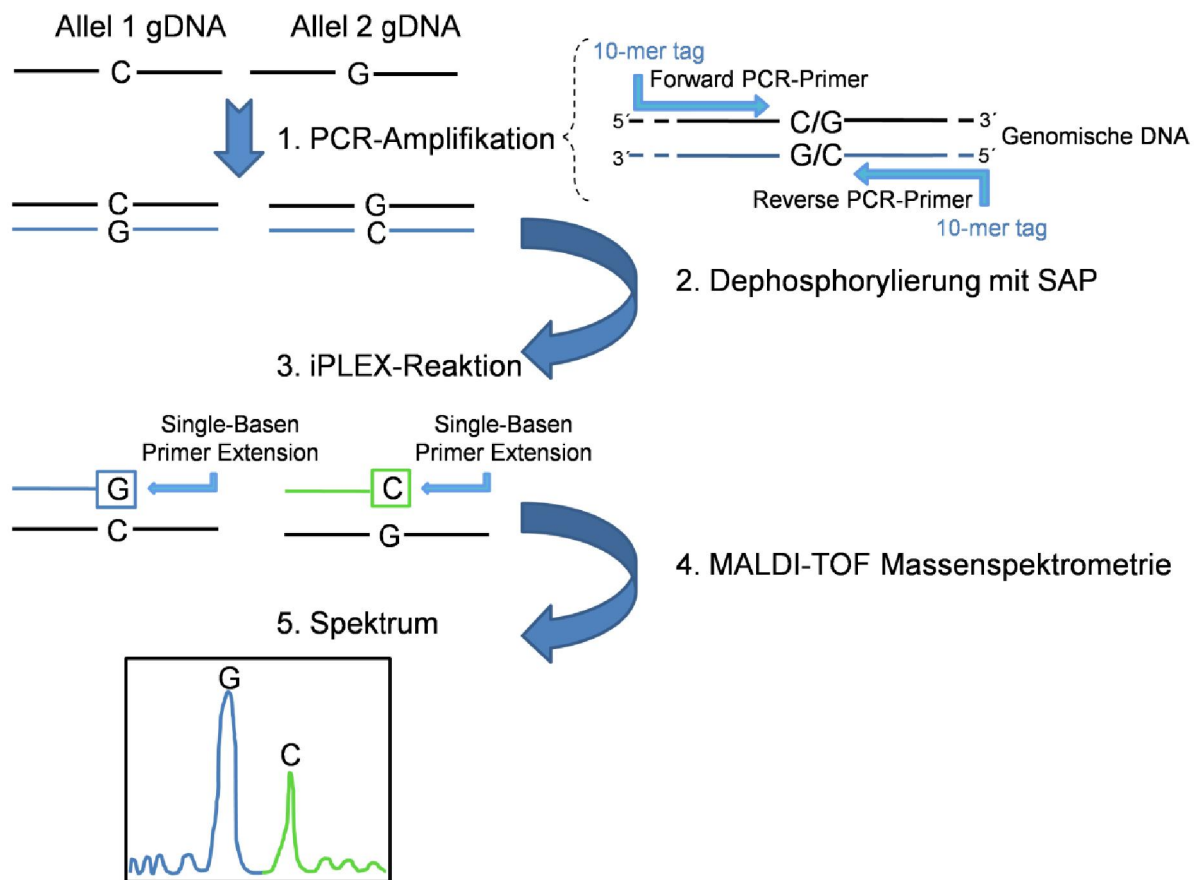 Allel 1 gDNA
Allel 2 gDNA
C
G
1. PCR-Amplifikation
10-mer tag
Forward PCR-Primer
5´
C/G
3´
Genomische DNA
3´
G/C
5´
Reverse PCR-Primer
10-mer tag
C
G
G
C
2. Dephosphorylierung mit SAP
3. iPLEX-Reaktion
Single-Basen
Primer Extension
Single-Basen
Primer Extension
G
C
C
G
4. MALDI-TOF Massenspektrometrie
5. Spektrum
G
C